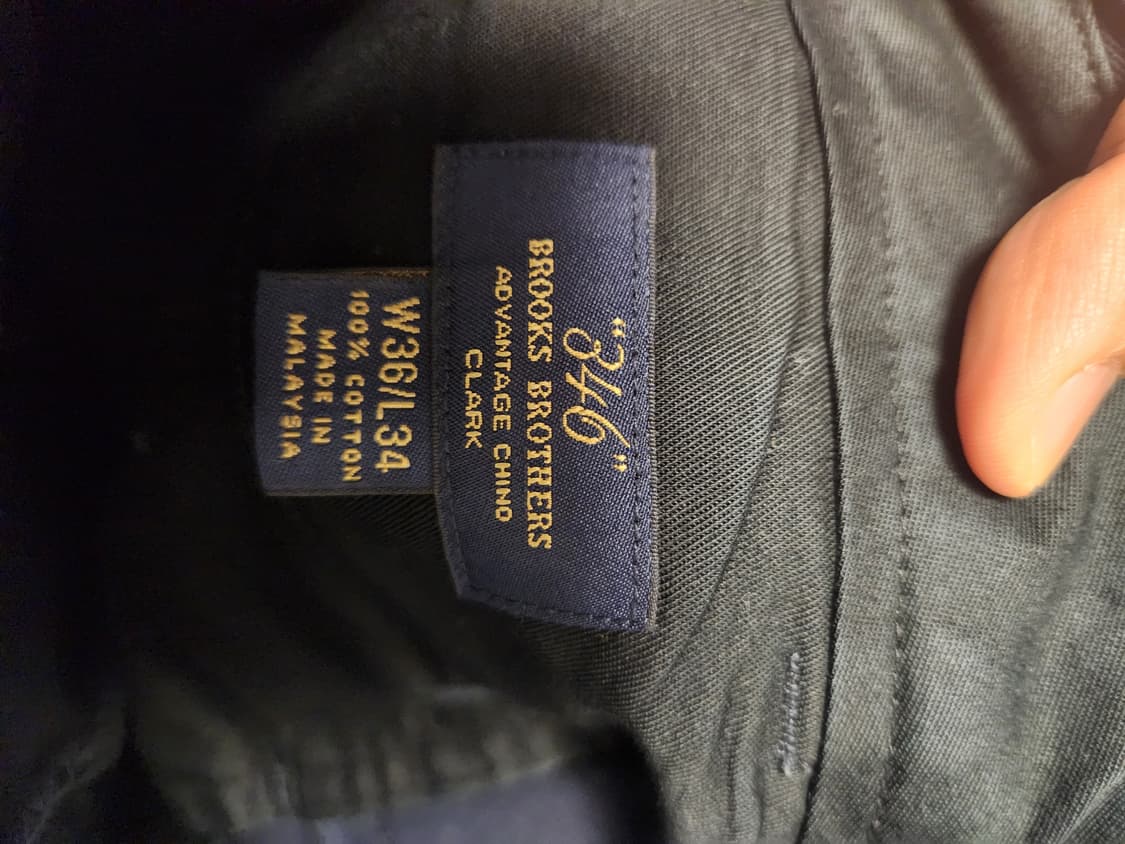 "346"
BROOKS BROTHERS
ADVANTAGE CHINO
CLARK
W36/L34
100% COTTON
MADE IN
MALAYSIA